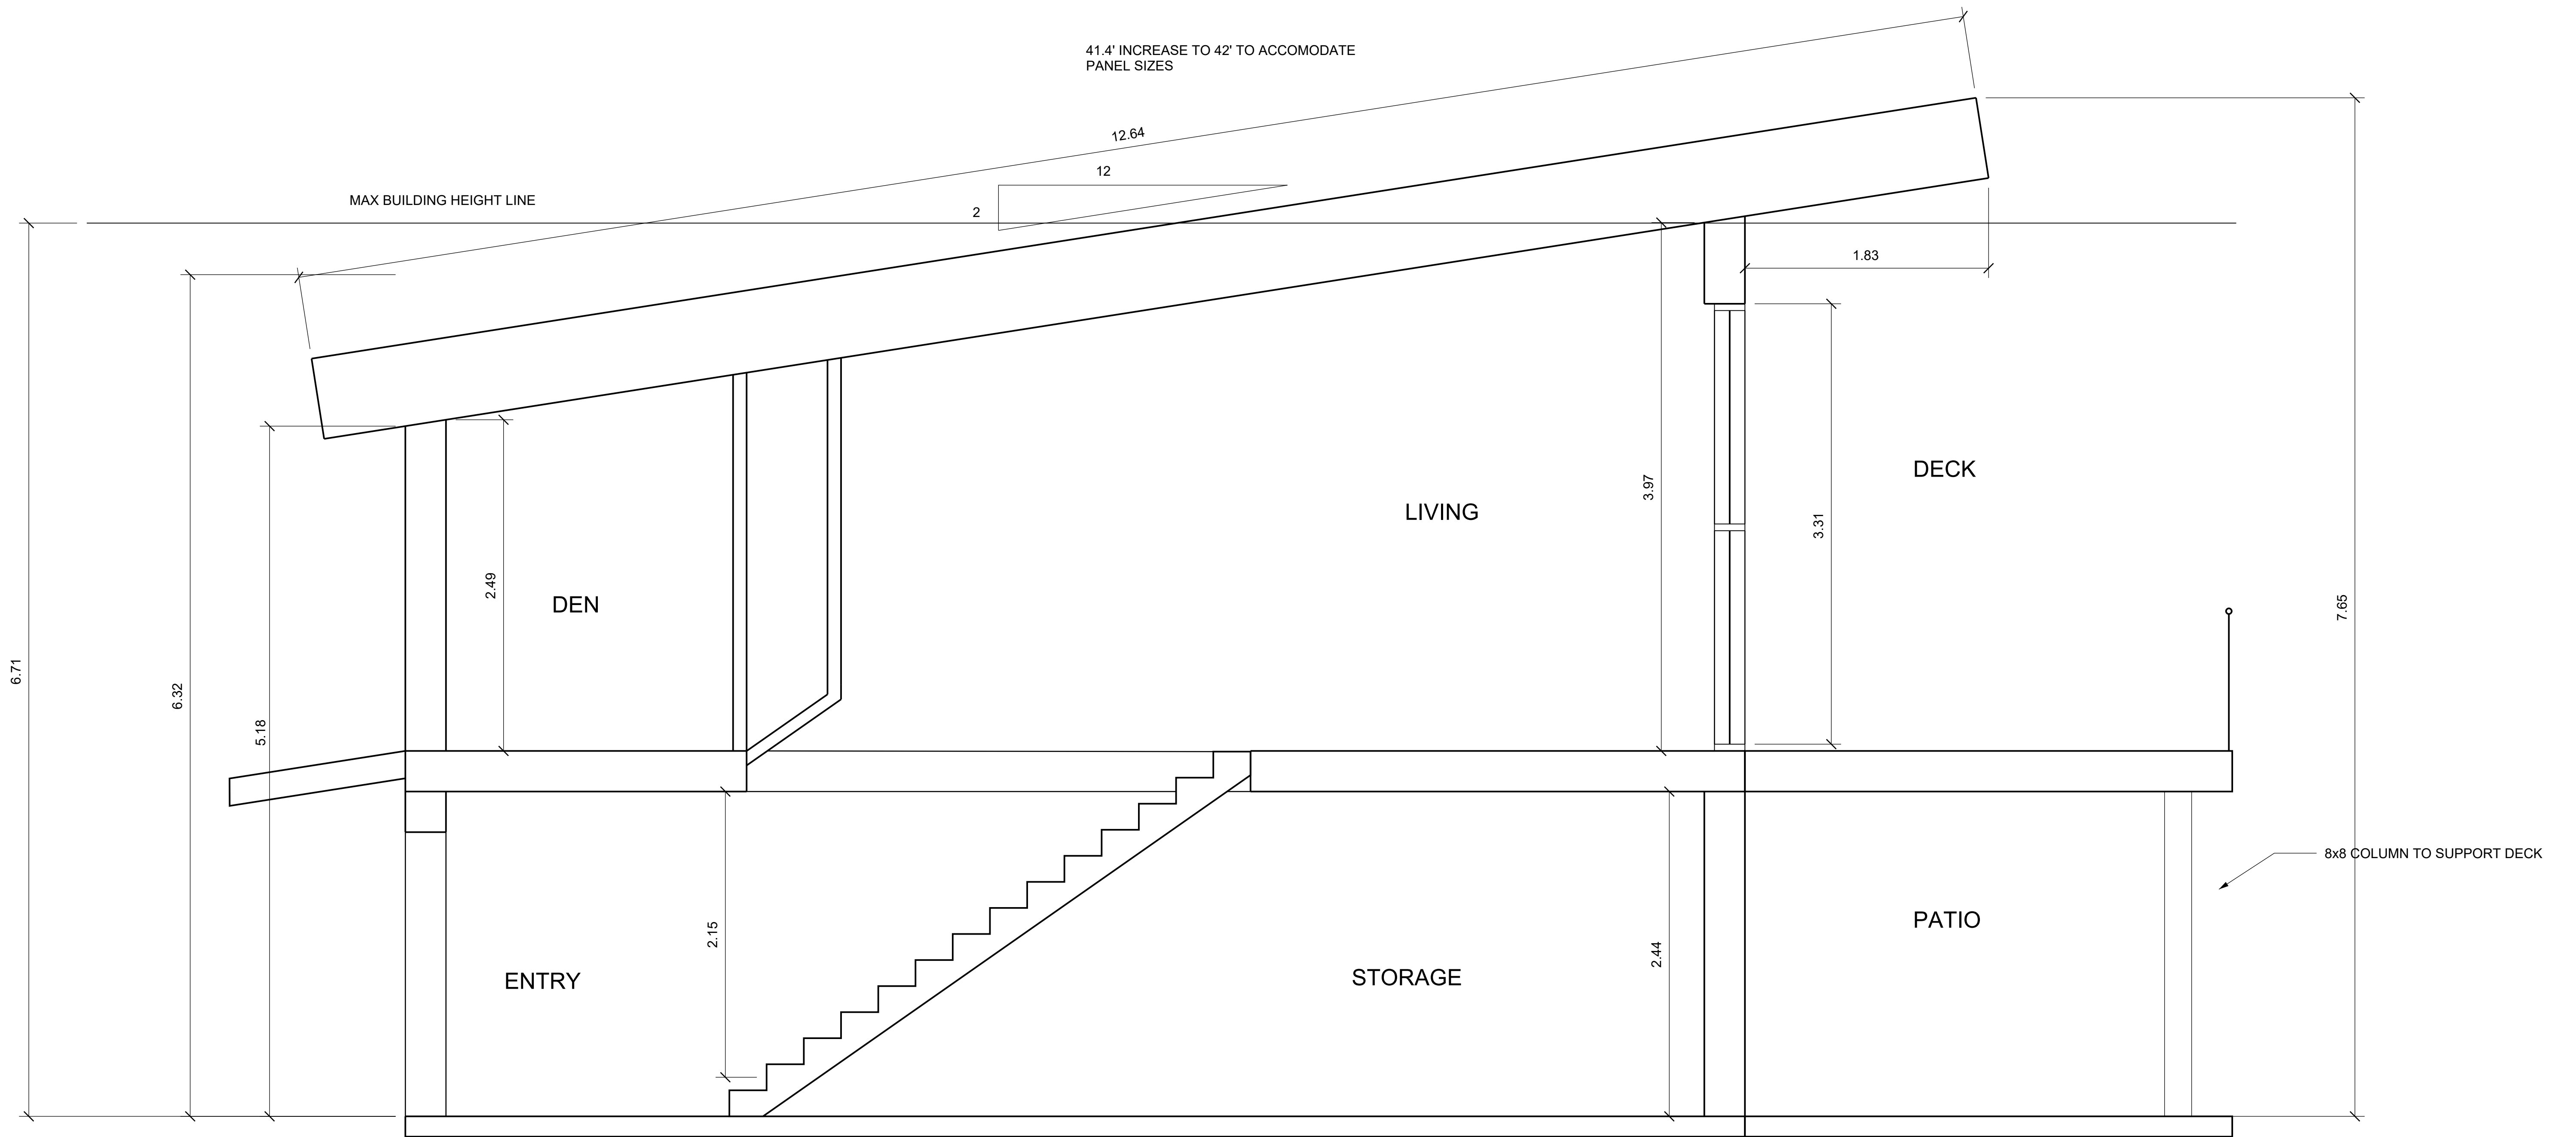 41.4' INCREASE TO 42' TO ACCOMODATE
PANEL SIZES
12.64
12
2
MAX BUILDING HEIGHT LINE
1.83
DECK
3.97
LIVING
3.31
2.49
DEN
7.65
6.71
6.32
5.18
8x8 COLUMN TO SUPPORT DECK
2.15
PATIO
2.44
ENTRY
STORAGE